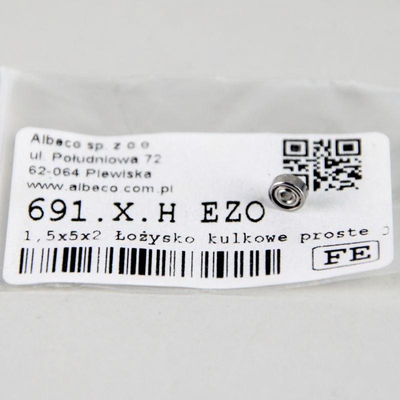 Albeco sp. z o.o
ul. Południowa 72
62-064 Plewiska
www.albeco.com.pl
691.X.H EZO
1,5x5x2 Łożysko kulkowe proste
FE